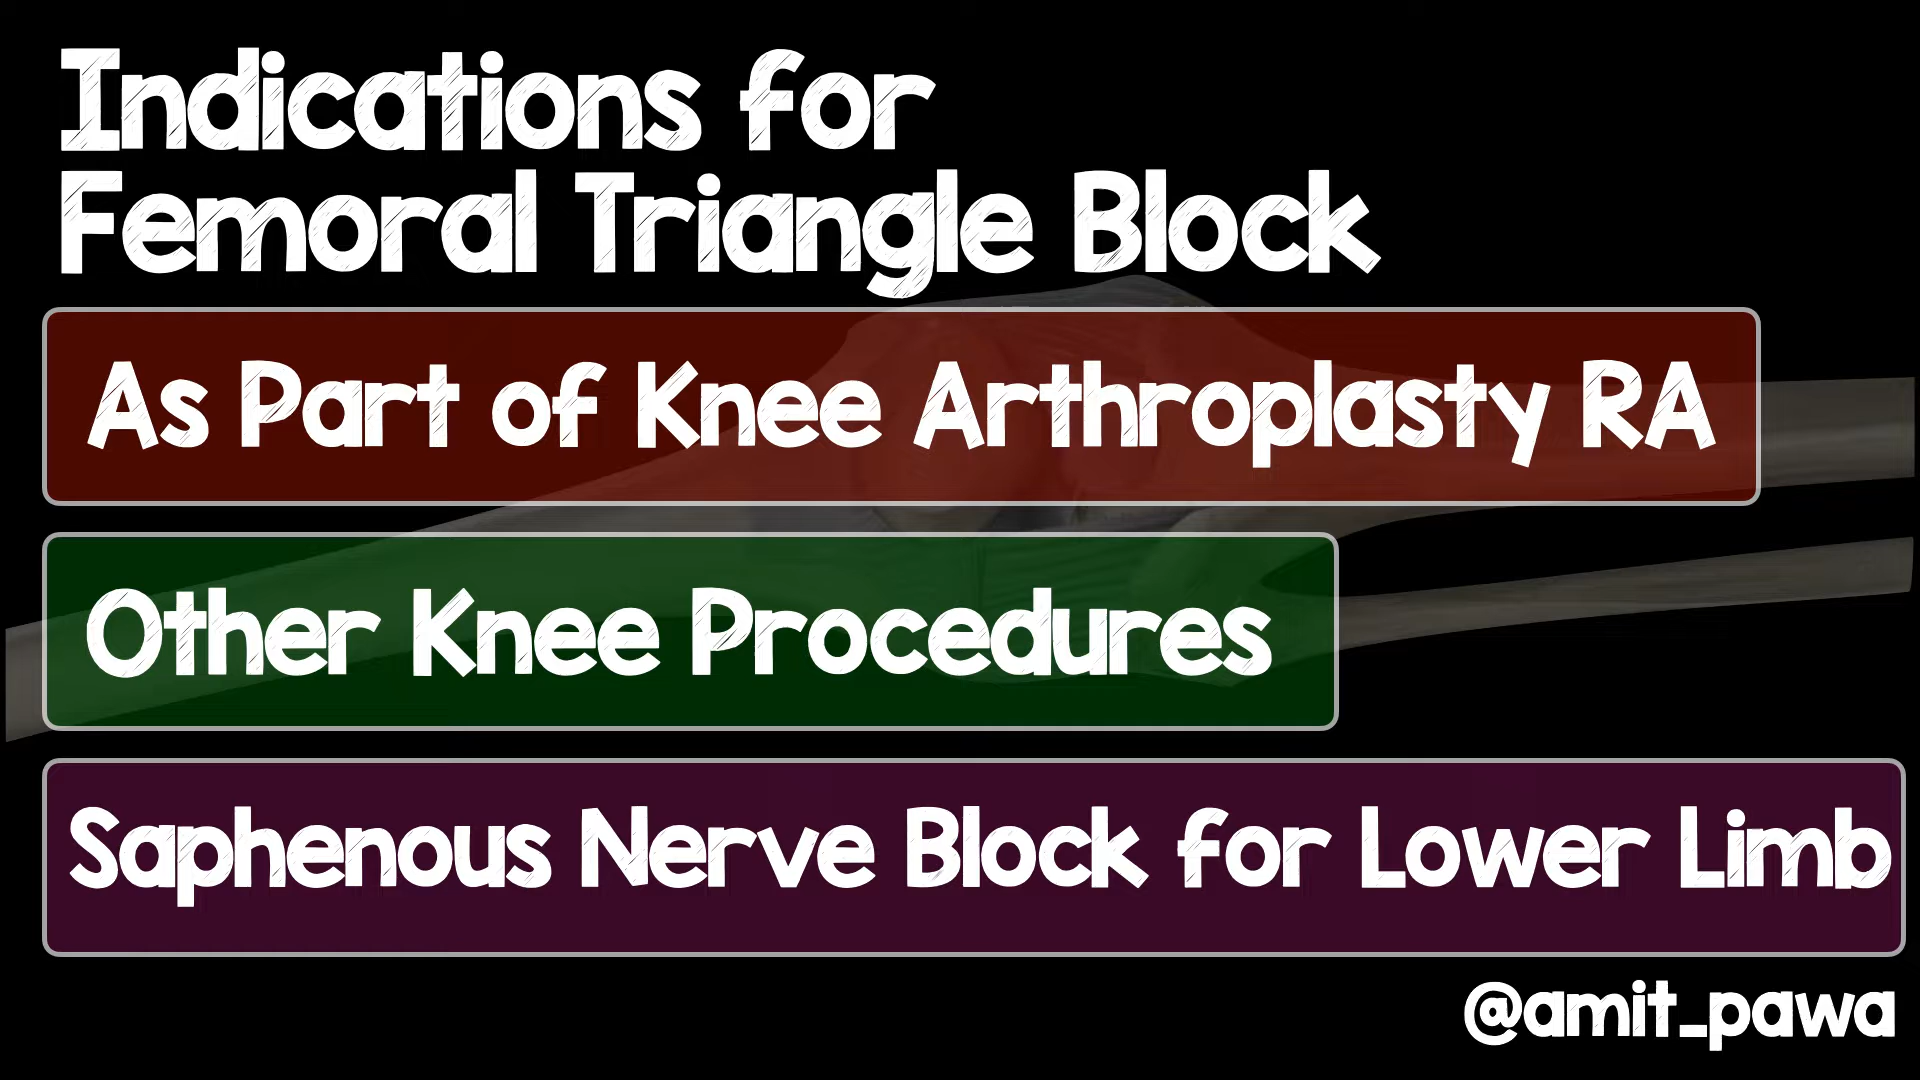 Indications for
Femoral Triangle Block
As Part of Knee Arthroplasty RA
Other Knee Procedures
Saphenous Nerve Block for Lower Limb
@amit_pawa